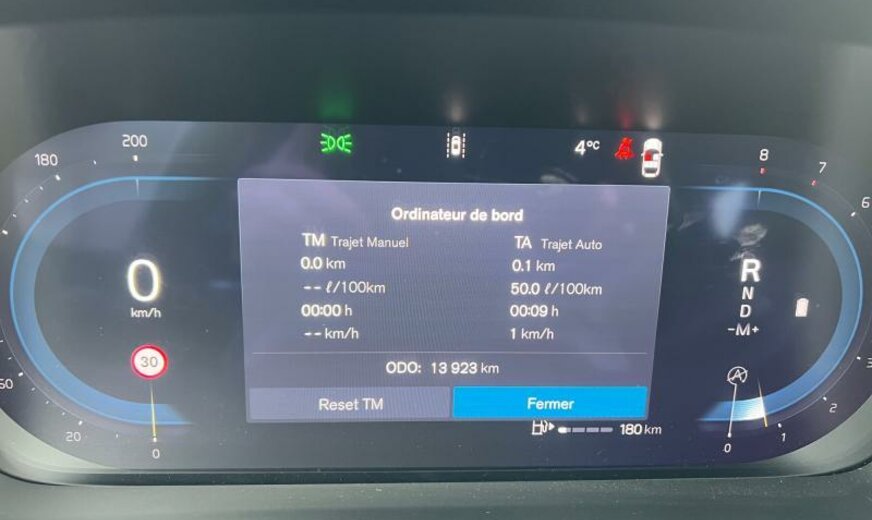 200
180
4°C
8
7
6
Ordinateur de bord
TM Trajet Manuel
TA Trajet Auto
0.0 km
0.1 km
-- ℓ/100km
50.0 ℓ/100km
00:00 h
00:09 h
-- km/h
1 km/h
ODO: 13 923 km
Reset TM
Fermer
180 km
0
km/h
30
20
0
R
N
D
-M+
A
3
2
1
0